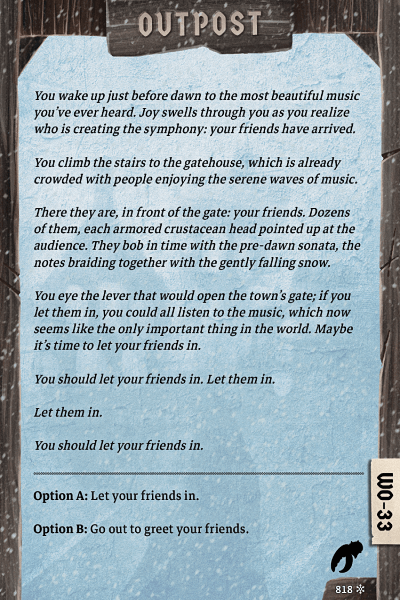 OUTPOST
You wake up just before dawn to the most beautiful music
you've ever heard. Joy swells through you as you realize
who is creating the symphony: your friends have arrived.
You climb the stairs to the gatehouse, which is already
crowded with people enjoying the serene waves of music.
There they are, in front of the gate: your friends. Dozens
of them, each armored crustacean head pointed up at the
audience. They bob in time with the pre-dawn sonata, the
notes braiding together with the gently falling snow.
You eye the lever that would open the town's gate; if you
let them in, you could all listen to the music, which now
seems like the only important thing in the world. Maybe
it's time to let your friends in.
You should let your friends in. Let them in.
Let them in.
You should let your friends in.
Option A: Let your friends in.
Option B: Go out to greet your friends.
WO-33
818